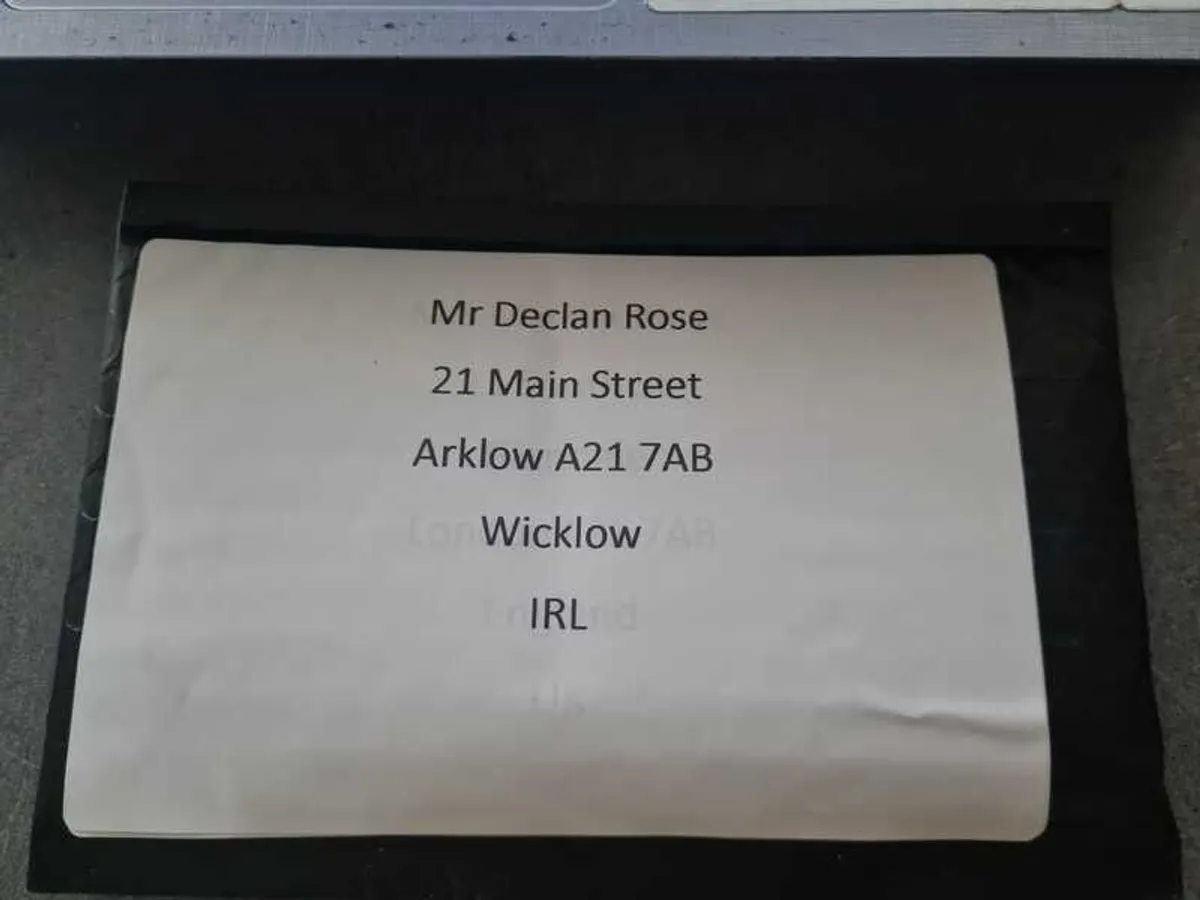 Mr Declan Rose
21 Main Street
Arklow A21 7AB
Wicklow
IRL